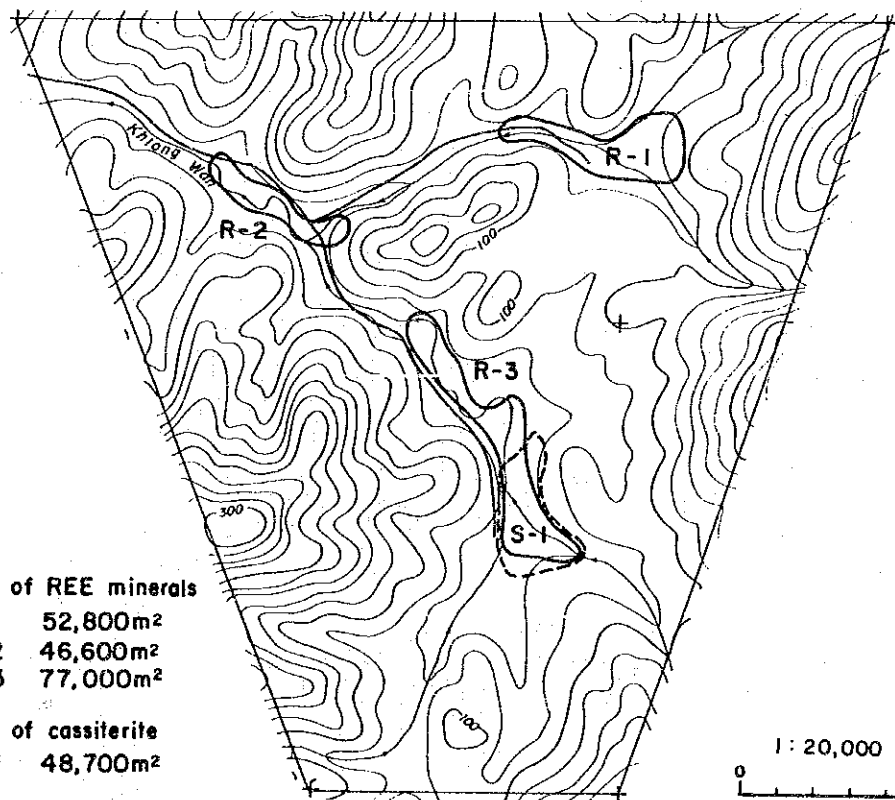 Khlong Wan
R-1
R-2
100
100
R-3
300
S-1
of REE minerals
52,800m²
2 46,600m²
3 77,000m²
of cassiterite
48,700m²
100
1 : 20,000
0